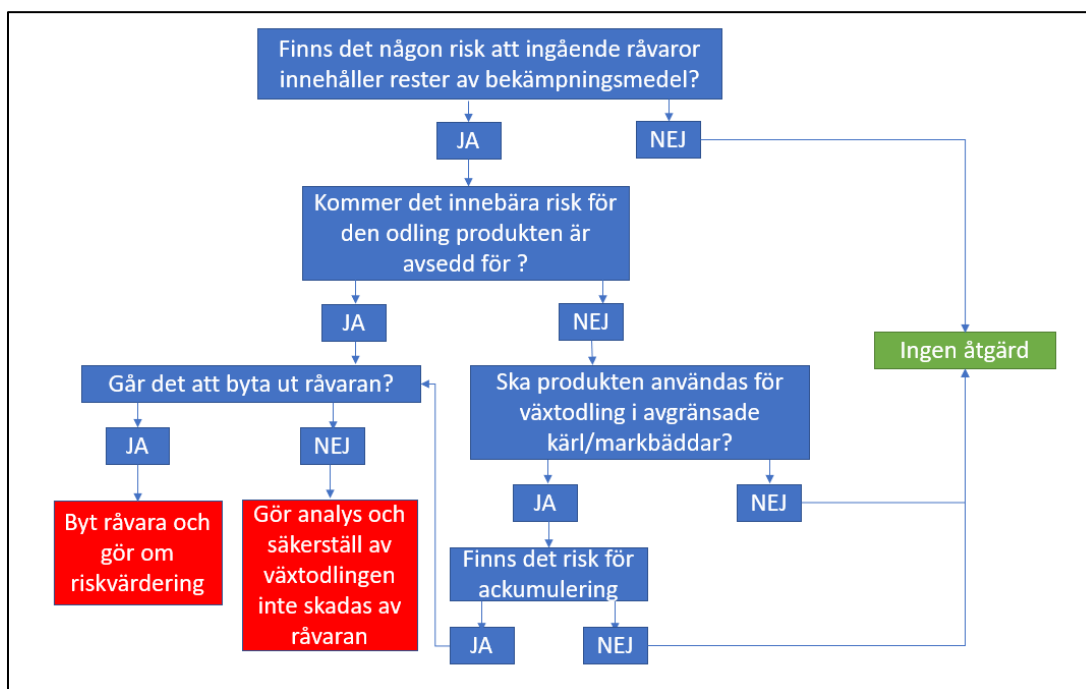 Finns det någon risk att ingående råvaror
innehåller rester av bekämpningsmedel?
JA
NEJ
Kommer det innebära risk för
den odling produkten är
avsedd för ?
JA
NEJ
Ingen åtgärd
Går det att byta ut råvaran?
Ska produkten användas för
växtodling i avgränsade
kärl/markbäddar?
JA
NEJ
JA
NEJ
Byt råvara och
gör om
riskvärdering
Gör analys och
säkerställ av
växtodlingen
inte skadas av
råvaran
Finns det risk för
ackumulering
JA
NEJ